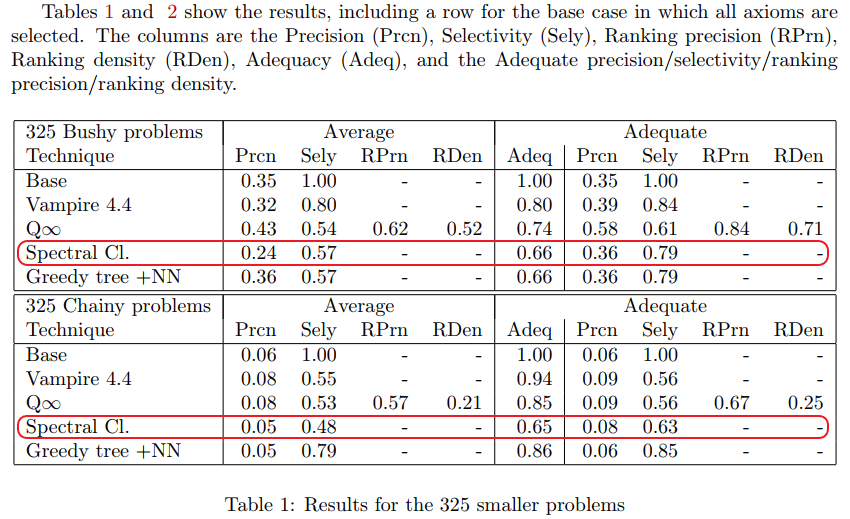 Tables 1 and 2 show the results, including a row for the base case in which all axioms are
selected. The columns are the Precision (Prcn), Selectivity (Sely), Ranking precision (RPrn),
Ranking density (RDen), Adequacy (Adeq), and the Adequate precision/selectivity/ranking
precision/ranking density.
325 Bushy problems Average Adequate
Technique Prcn Sely RPrn RDen Adeq Prcn Sely RPrn RDen
Base 0.35 1.00 - - 1.00 0.35 1.00 - -
Vampire 4.4 0.32 0.80 - - 0.80 0.39 0.84 - -
Q∞ 0.43 0.54 0.62 0.52 0.74 0.58 0.61 0.84 0.71
Spectral Cl. 0.24 0.57 - - 0.66 0.36 0.79 - -
Greedy tree +NN 0.36 0.57 - - 0.66 0.36 0.79 - -
325 Chainy problems Average Adequate
Technique Prcn Sely RPrn RDen Adeq Prcn Sely RPrn RDen
Base 0.06 1.00 - - 1.00 0.06 1.00 - -
Vampire 4.4 0.08 0.55 - - 0.94 0.09 0.56 - -
Q∞ 0.08 0.53 0.57 0.21 0.85 0.09 0.56 0.67 0.25
Spectral Cl. 0.05 0.48 - - 0.65 0.08 0.63 - -
Greedy tree +NN 0.05 0.79 - - 0.86 0.06 0.85 - -
Table 1: Results for the 325 smaller problems